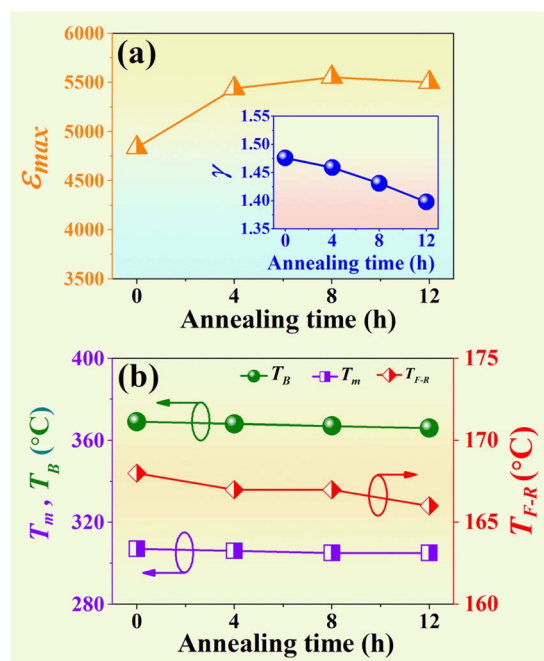 (a)
6000
5500
5000
4500
4000
3500
εmax
0 4 8 12
Annealing time (h)
1.55
1.50
1.45
1.40
1.35
γ
0 4 8 12
Annealing time (h)
(b)
TB Tm TF-R
400
360
320
280
Tm , TB (°C)
175
170
165
160
TF-R (°C)
0 4 8 12
Annealing time (h)